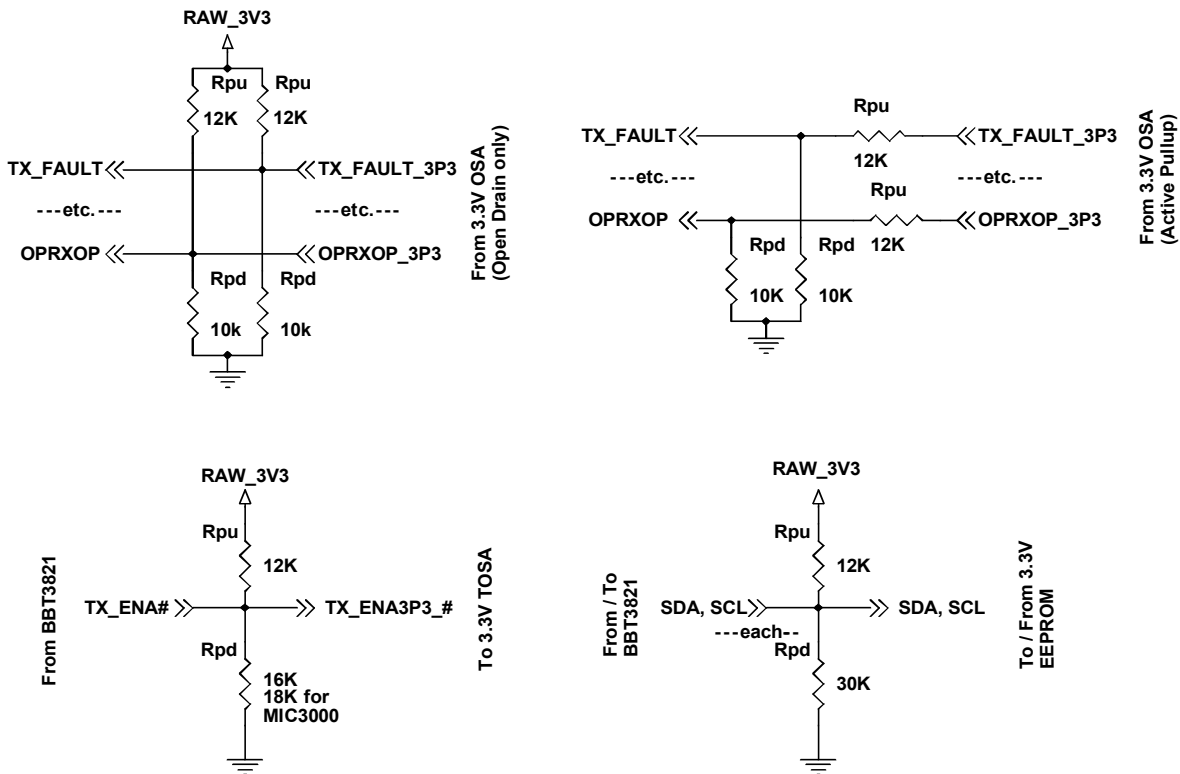 RAW_3V3
Rpu Rpu
12K 12K
TX_FAULT TX_FAULT_3P3
---etc.--- ---etc.---
OPRXOP OPRXOP_3P3
Rpd Rpd
10k 10k
From 3.3V OSA
(Open Drain only)
Rpu
TX_FAULT TX_FAULT_3P3
12K
---etc.--- ---etc.---
Rpu
OPRXOP OPRXOP_3P3
12K
Rpd Rpd
10K 10K
From 3.3V OSA
(Active Pullup)
RAW_3V3
Rpu
12K
From BBT3821
TX_ENA# TX_ENA3P3_#
To 3.3V TOSA
Rpd
16K
18K for
MIC3000
RAW_3V3
Rpu
12K
From / To
BBT3821
SDA, SCL SDA, SCL
---each--
To / From 3.3V
EEPROM
Rpd
30K